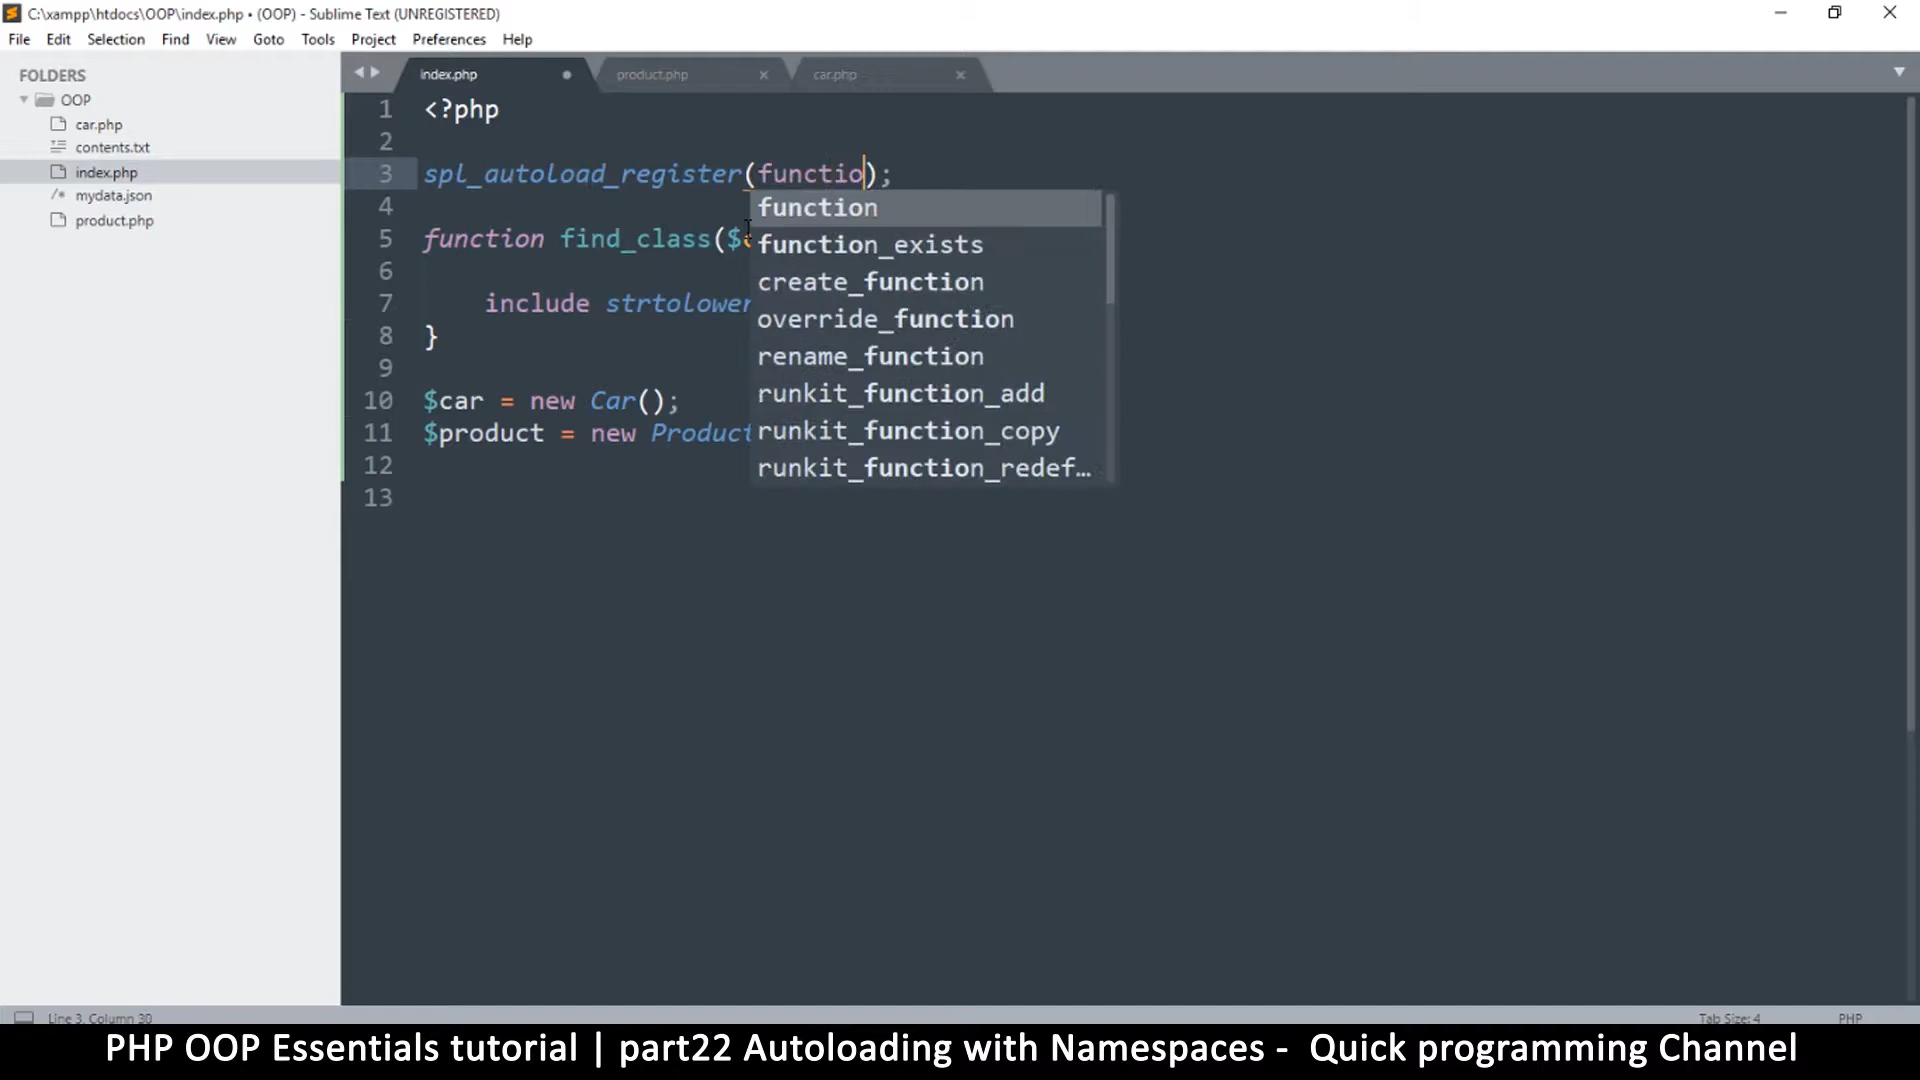 C:\xampp\htdocs\OOP\index.php • (OOP) - Sublime Text (UNREGISTERED)
File Edit Selection Find View Goto Tools Project Preferences Help
FOLDERS
OOP
car.php
contents.txt
index.php
mydata.json
product.php
index.php product.php car.php
1 <?php
2
3 spl_autoload_register(functio);
4
5 function find_class($
6
7 include strtolower
8 }
9
10 $car = new Car();
11 $product = new Product
12
13
function
function_exists
create_function
override_function
rename_function
runkit_function_add
runkit_function_copy
runkit_function_redef…
Line 3, Column 30 Tab Size: 4 PHP
PHP OOP Essentials tutorial | part22 Autoloading with Namespaces - Quick programming Channel